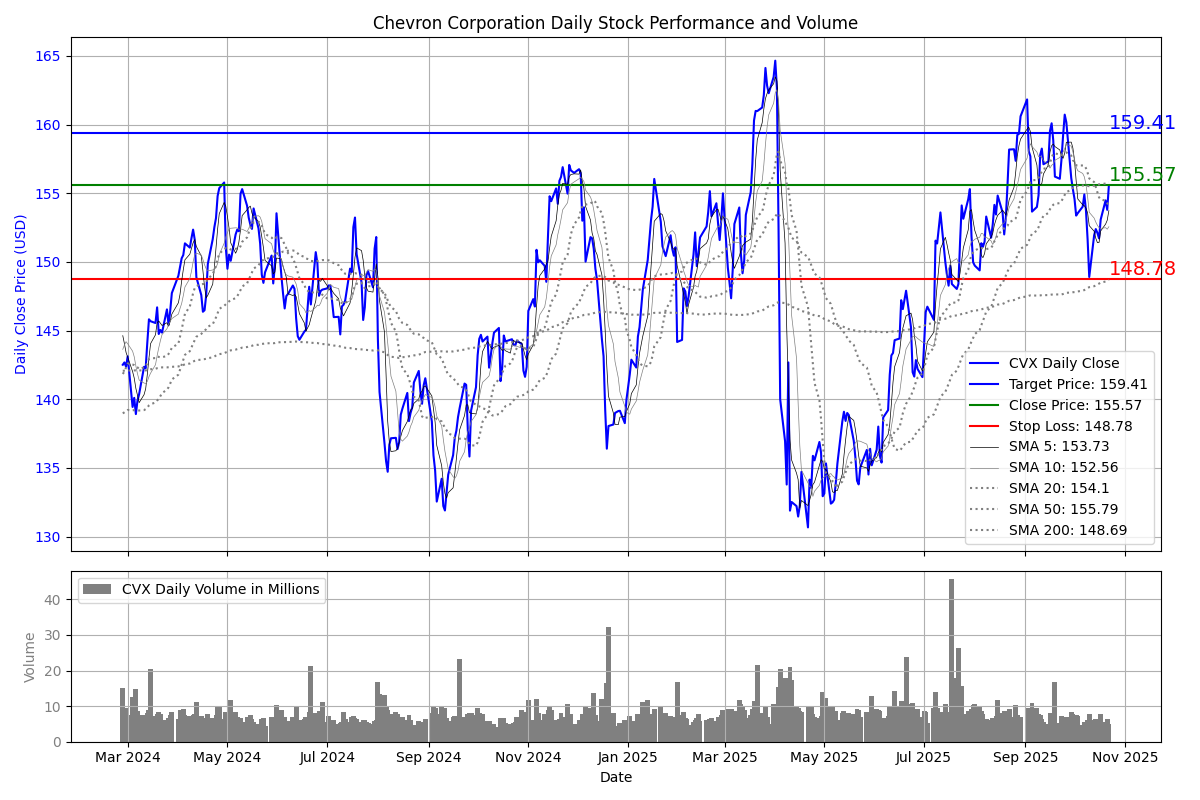 Chevron Corporation Daily Stock Performance and Volume
Daily Close Price (USD)
165
160
155
150
145
140
135
130
159.41
155.57
148.78
CVX Daily Close
Target Price: 159.41
Close Price: 155.57
Stop Loss: 148.78
SMA 5: 153.73
SMA 10: 152.56
SMA 20: 154.1
SMA 50: 155.79
SMA 200: 148.69
CVX Daily Volume in Millions
Volume
40
30
20
10
0
Mar 2024
May 2024
Jul 2024
Sep 2024
Nov 2024
Jan 2025
Mar 2025
May 2025
Jul 2025
Sep 2025
Nov 2025
Date